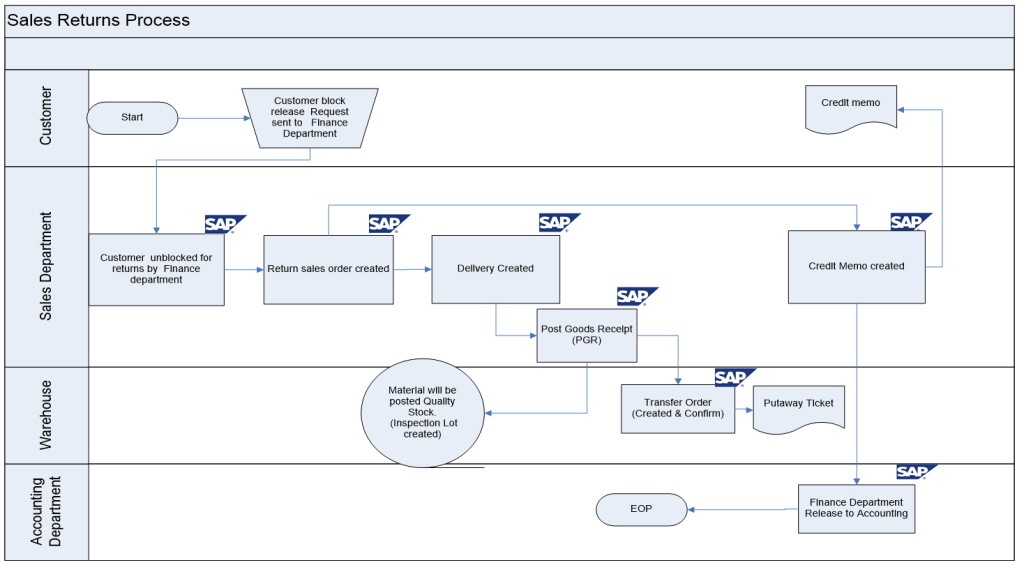 Sales Returns Process
Customer
Start
Customer block
release Request
sent to FInance
Department
Credit memo
Sales Department
SAP
Customer unblocked for
returns by FInance
department
SAP
Return sales order created
SAP
Delivery Created
SAP
Credit Memo created
SAP
Post Goods Receipt
(PGR)
Warehouse
Material will be
posted Quality
Stock.
(Inspection Lot
created)
SAP
Transfer Order
(Created & Confirm)
Putaway Ticket
Accounting
Department
EOP
SAP
Finance Department
Release to Accounting